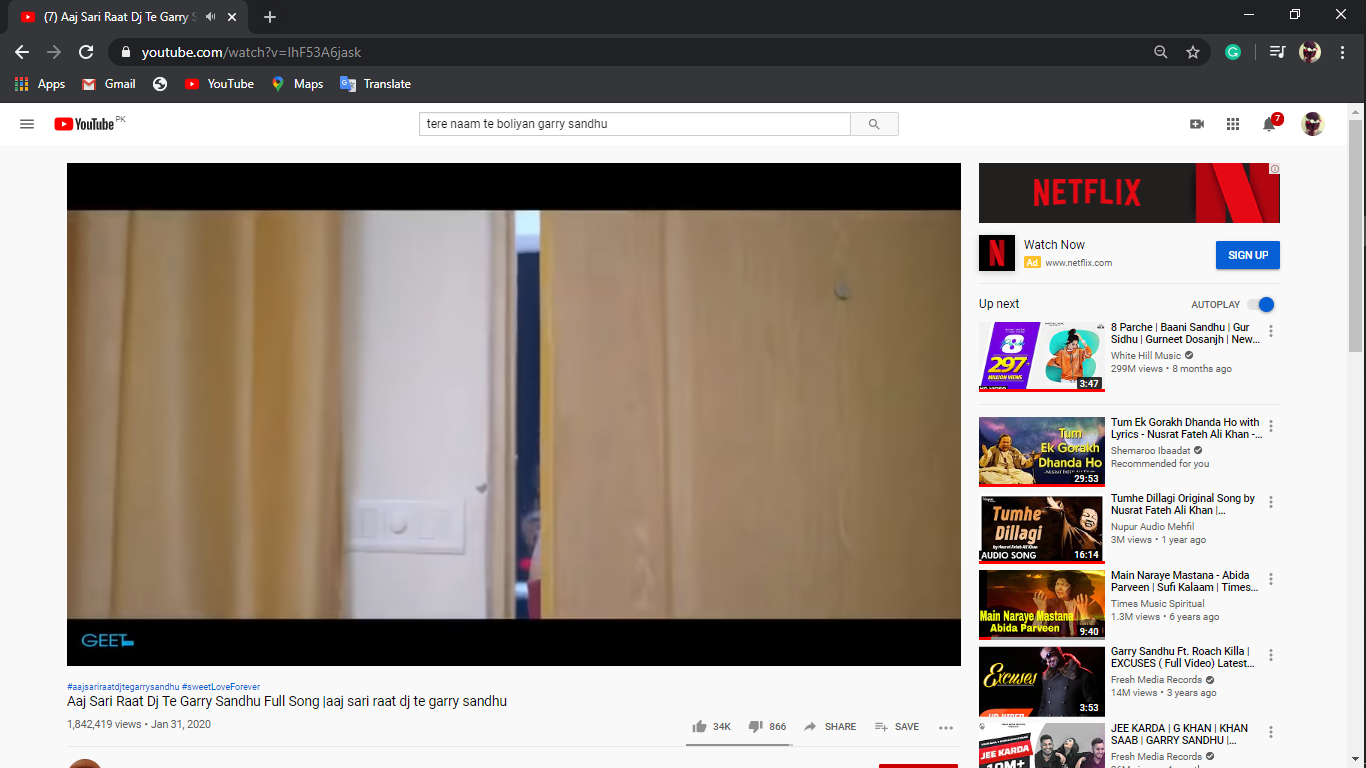 (7) Aaj Sari Raat Dj Te Garry S
youtube.com/watch?v=IhF53A6jask
Apps
Gmail
YouTube
Maps
Translate
YouTube PK
tere naam te boliyan garry sandhu
7
NETFLIX
N
Watch Now
Ad www.netflix.com
SIGN UP
Up next
AUTOPLAY
8
297+
MILLION VIEWS
3:47
8 Parche | Baani Sandhu | Gur
Sidhu | Gurneet Dosanjh | New...
White Hill Music
299M views • 8 months ago
Tum
Ek Gorakh
Dhanda Ho
29:53
Tum Ek Gorakh Dhanda Ho with
Lyrics - Nusrat Fateh Ali Khan -...
Shemaroo Ibaadat
Recommended for you
Tumhe
Dillagi
by Nusrat Fateh Ali Khan
AUDIO SONG
16:14
Tumhe Dillagi Original Song by
Nusrat Fateh Ali Khan |...
Nupur Audio Mehfil
3M views • 1 year ago
Main Naraye Mastana
Abida Parveen
9:40
Main Naraye Mastana - Abida
Parveen | Sufi Kalaam | Times...
Times Music Spiritual
1.3M views • 6 years ago
Excuses
3:53
Garry Sandhu Ft. Roach Killa |
EXCUSES ( Full Video) Latest...
Fresh Media Records
14M views • 3 years ago
JEE KARDA
JEE KARDA | G KHAN | KHAN
SAAB | GARRY SANDHU |...
Fresh Media Records
GEET
#aajsariraatdjtegarrysandhu #sweetLoveForever
Aaj Sari Raat Dj Te Garry Sandhu Full Song |aaj sari raat dj te garry sandhu
1,842,419 views • Jan 31, 2020
34K
866
SHARE
SAVE